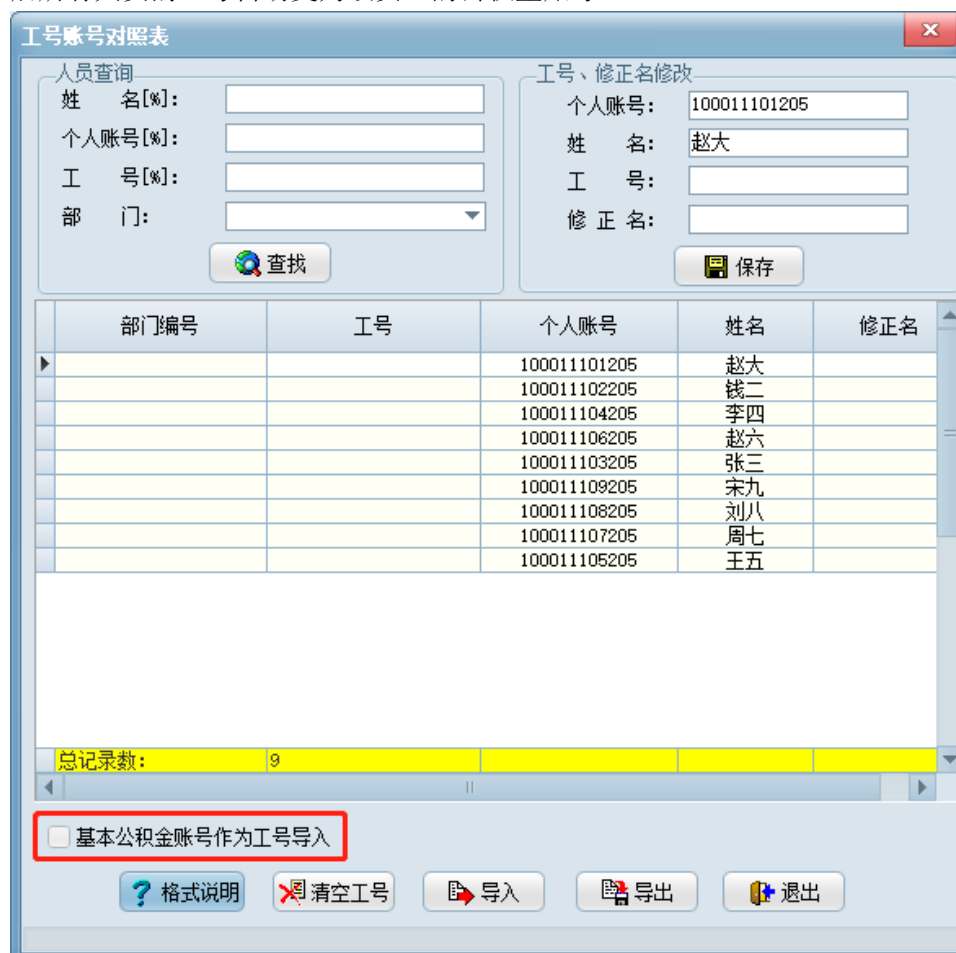 工号账号对照表
人员查询
姓 名[%]:
个人账号[%]:
工 号[%]:
部 门:
查找
工号、修正名修改
个人账号: 100011101205
姓 名: 赵大
工 号:
修 正 名:
保存
部门编号 工号 个人账号 姓名 修正名
100011101205 赵大
100011102205 钱二
100011104205 李四
100011106205 赵六
100011103205 张三
100011109205 宋九
100011108205 刘八
100011107205 周七
100011105205 王五
总记录数: 9
基本公积金账号作为工号导入
? 格式说明 清空工号 导入 导出 退出